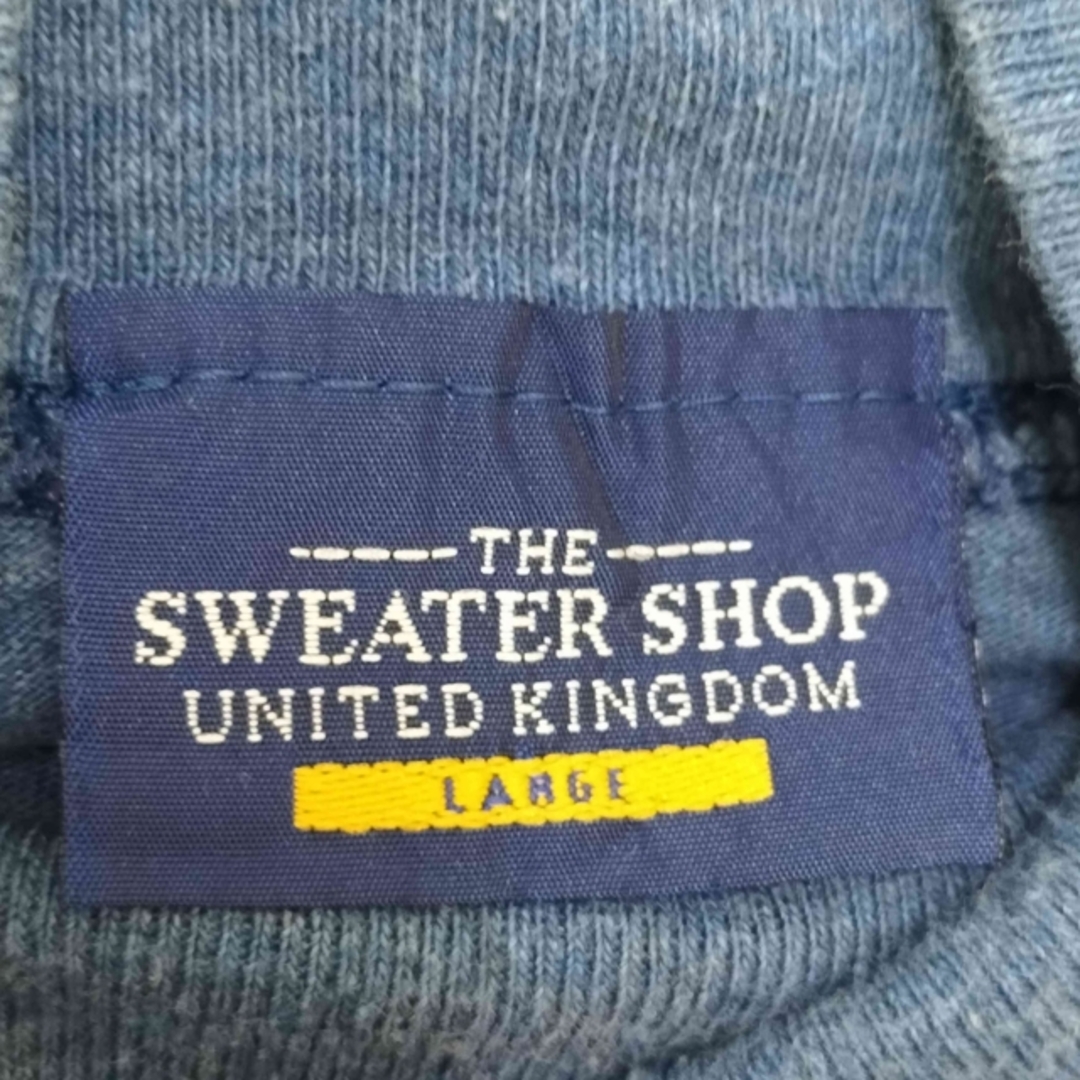 THE
SWEATER SHOP
UNITED KINGDOM
LARGE